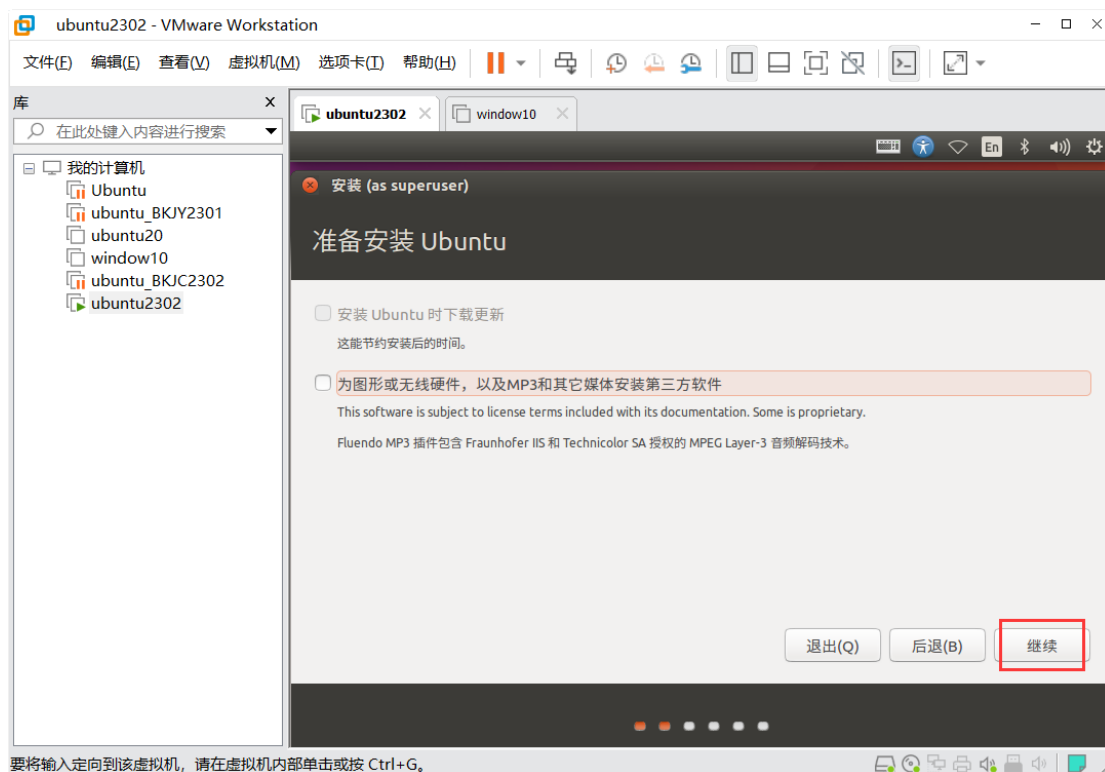 ubuntu2302 - VMware Workstation
文件(F) 编辑(E) 查看(V) 虚拟机(M) 选项卡(T) 帮助(H)
库
在此处键入内容进行搜索
我的计算机
Ubuntu
ubuntu_BKJY2301
ubuntu20
window10
ubuntu_BKJC2302
ubuntu2302
ubuntu2302 window10
En
安装 (as superuser)
准备安装 Ubuntu
安装 Ubuntu 时下载更新
这能节约安装后的时间。
为图形或无线硬件，以及MP3和其它媒体安装第三方软件
This software is subject to license terms included with its documentation. Some is proprietary.
Fluendo MP3 插件包含 Fraunhofer IIS 和 Technicolor SA 授权的 MPEG Layer-3 音频解码技术。
退出(Q) 后退(B) 继续
要将输入定向到该虚拟机，请在虚拟机内部单击或按 Ctrl+G。